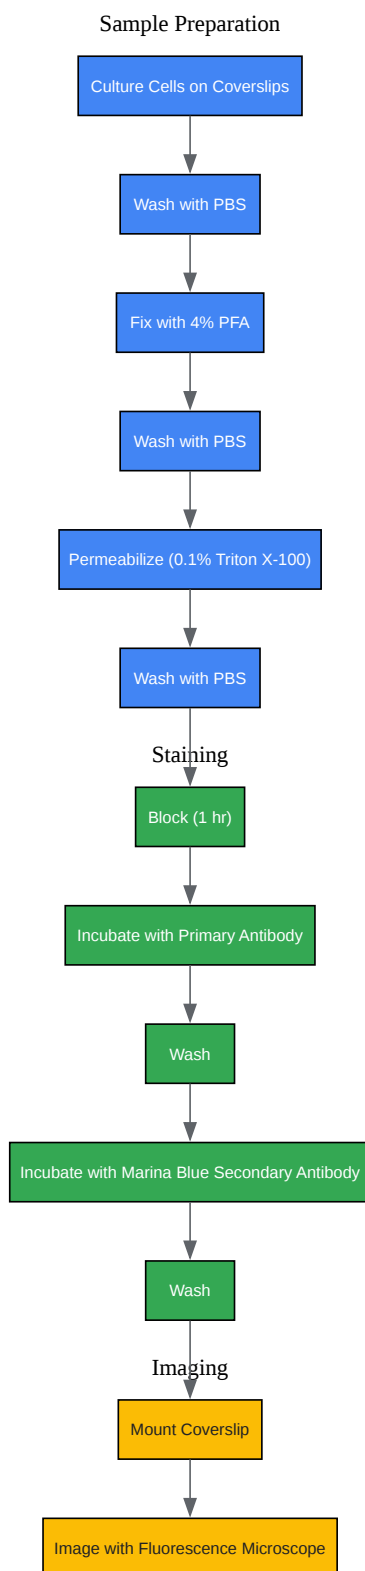 Sample Preparation
Culture Cells on Coverslips
Wash with PBS
Fix with 4% PFA
Wash with PBS
Permeabilize (0.1% Triton X-100)
Wash with PBS
Staining
Block (1 hr)
Incubate with Primary Antibody
Wash
Incubate with Marina Blue Secondary Antibody
Wash
Imaging
Mount Coverslip
Image with Fluorescence Microscope